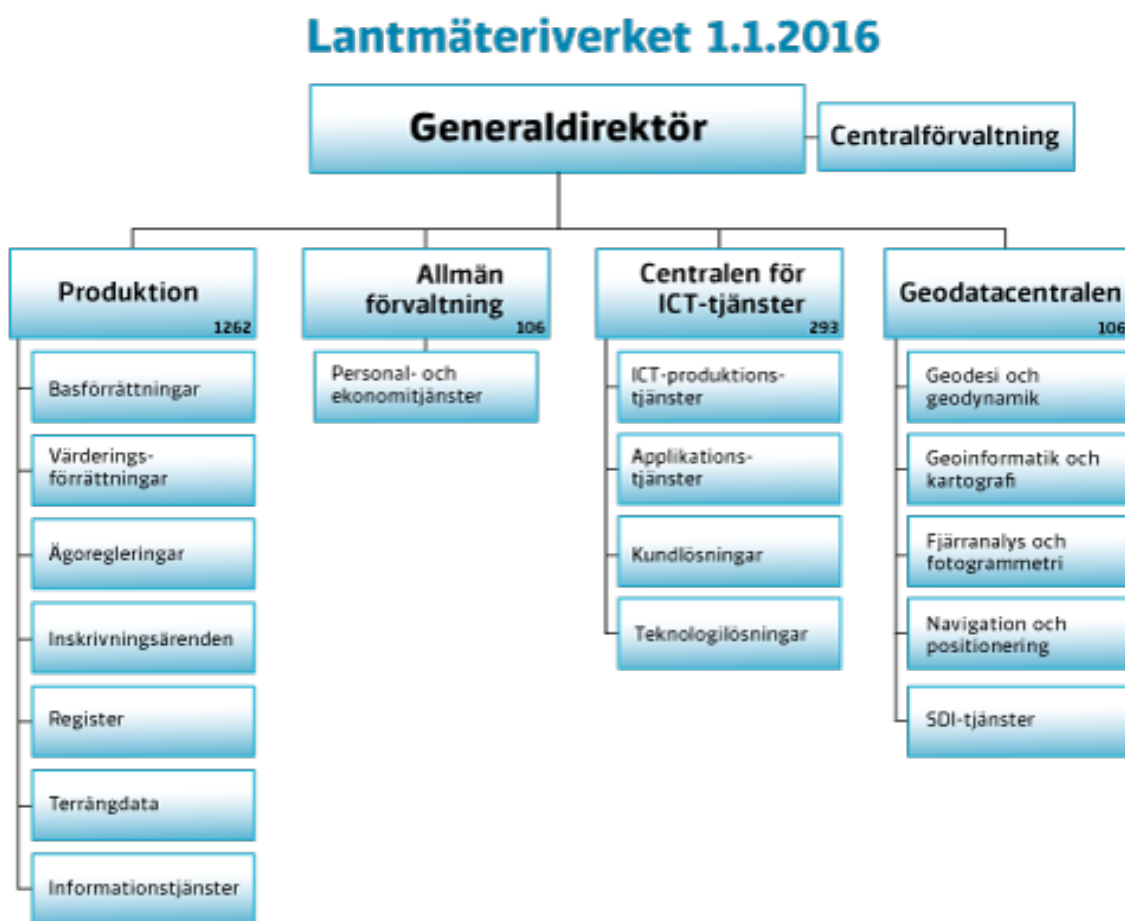 Lantmäteriverket 1.1.2016
Generaldirektör
Centralförvaltning
Produktion
1262
Basförrättningar
Värderings-
förrättningar
Ägoregleringar
Inskrivningsärenden
Register
Terrängdata
Informationstjänster
Allmän
förvaltning
106
Personal- och
ekonomitjänster
Centralen för
ICT-tjänster
293
ICT-produktions-
tjänster
Applikations-
tjänster
Kundlösningar
Teknologilösningar
Geodatacentralen
106
Geodesi och
geodynamik
Geoinformatik och
kartografi
Fjärranalys och
fotogrammetri
Navigation och
positionering
SDI-tjänster